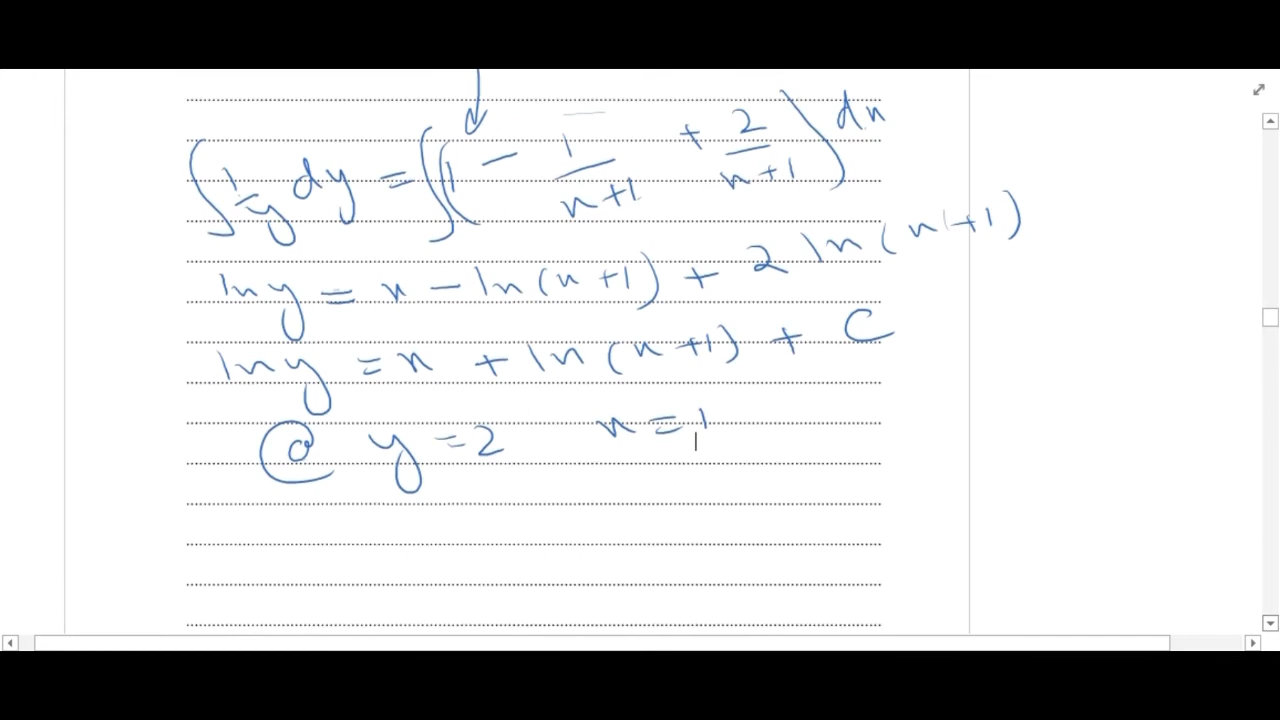 ∫ 1/y dy = ∫(1 - 1/(x+1) + 2/(x+1)) dx
ln y = x - ln(x+1) + 2 ln(x+1)
ln y = x + ln(x+1) + C
@ y = 2 x = 1